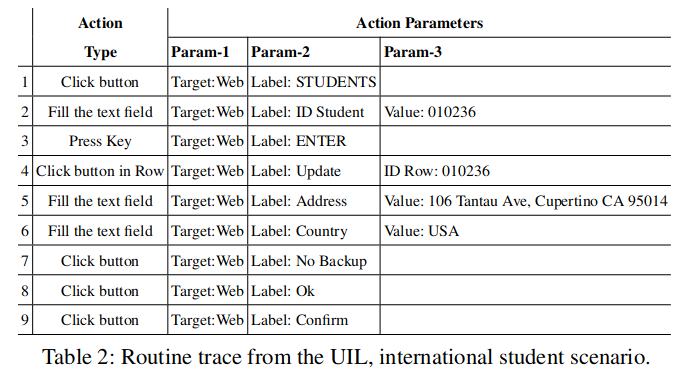 Action Action Parameters
Type Param-1 Param-2 Param-3
1 Click button Target:Web Label: STUDENTS
2 Fill the text field Target:Web Label: ID Student Value: 010236
3 Press Key Target:Web Label: ENTER
4 Click button in Row Target:Web Label: Update ID Row: 010236
5 Fill the text field Target:Web Label: Address Value: 106 Tantau Ave, Cupertino CA 95014
6 Fill the text field Target:Web Label: Country Value: USA
7 Click button Target:Web Label: No Backup
8 Click button Target:Web Label: Ok
9 Click button Target:Web Label: Confirm
Table 2: Routine trace from the UIL, international student scenario.